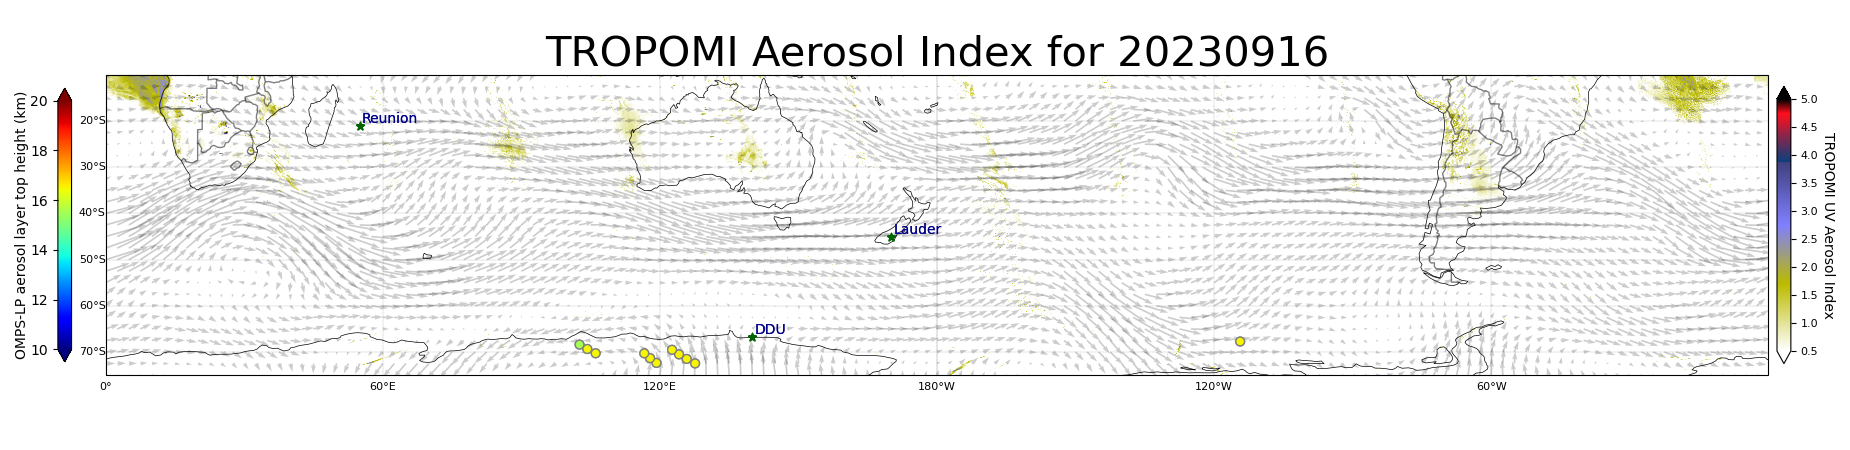 TROPOMI Aerosol Index for 20230916
OMPS-LP aerosol layer top height (km)
20
18
16
14
12
10
20°S
30°S
40°S
50°S
60°S
70°S
Reunion
Lauder
DDU
0°
60°E
120°E
180°W
120°W
60°W
5.0
4.5
4.0
3.5
3.0
2.5
2.0
1.5
1.0
0.5
TROPOMI UV Aerosol Index